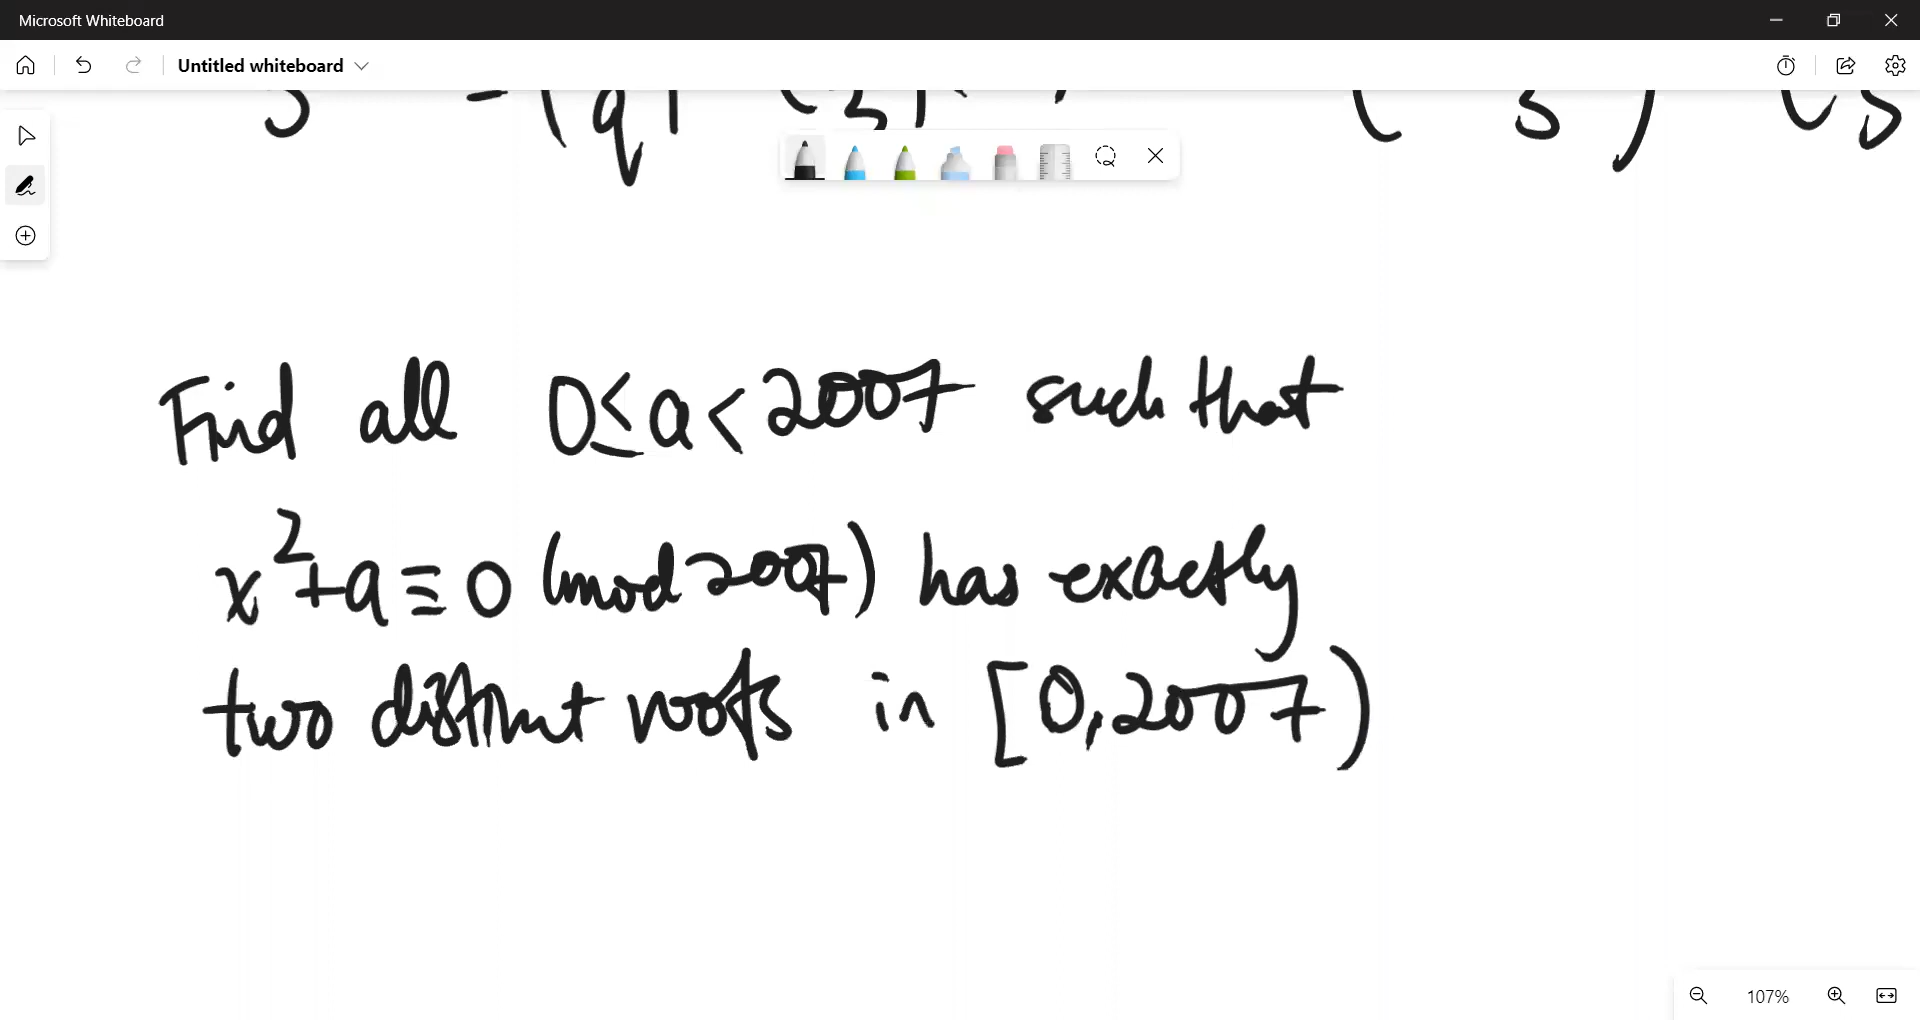 Microsoft Whiteboard
Untitled whiteboard
Find all 0≤a<2007 such that
x²+a≡0 (mod 2007) has exactly
two distinct roots in [0,2007)
107%